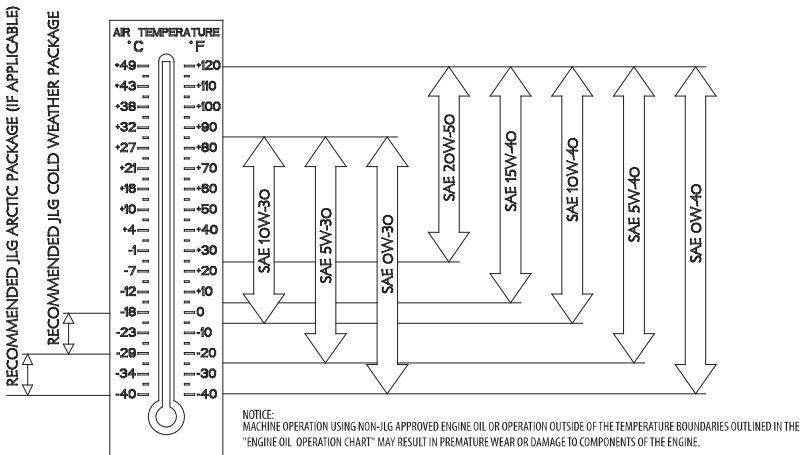 RECOMMENDED JLG ARCTIC PACKAGE (IF APPLICABLE)
RECOMMENDED JLG COLD WEATHER PACKAGE
AIR TEMPERATURE
°C °F
+49 +120
+43 +110
+38 +100
+32 +90
+27 +80
+21 +70
+16 +60
+10 +50
+4 +40
-1 +30
-7 +20
-12 +10
-18 0
-23 -10
-29 -20
-34 -30
-40 -40
SAE 10W-30
SAE 5W-30
SAE 0W-30
SAE 20W-50
SAE 15W-40
SAE 10W-40
SAE 5W-40
SAE 0W-40
NOTICE:
MACHINE OPERATION USING NON-JLG APPROVED ENGINE OIL OR OPERATION OUTSIDE OF THE TEMPERATURE BOUNDARIES OUTLINED IN THE
"ENGINE OIL OPERATION CHART" MAY RESULT IN PREMATURE WEAR OR DAMAGE TO COMPONENTS OF THE ENGINE.